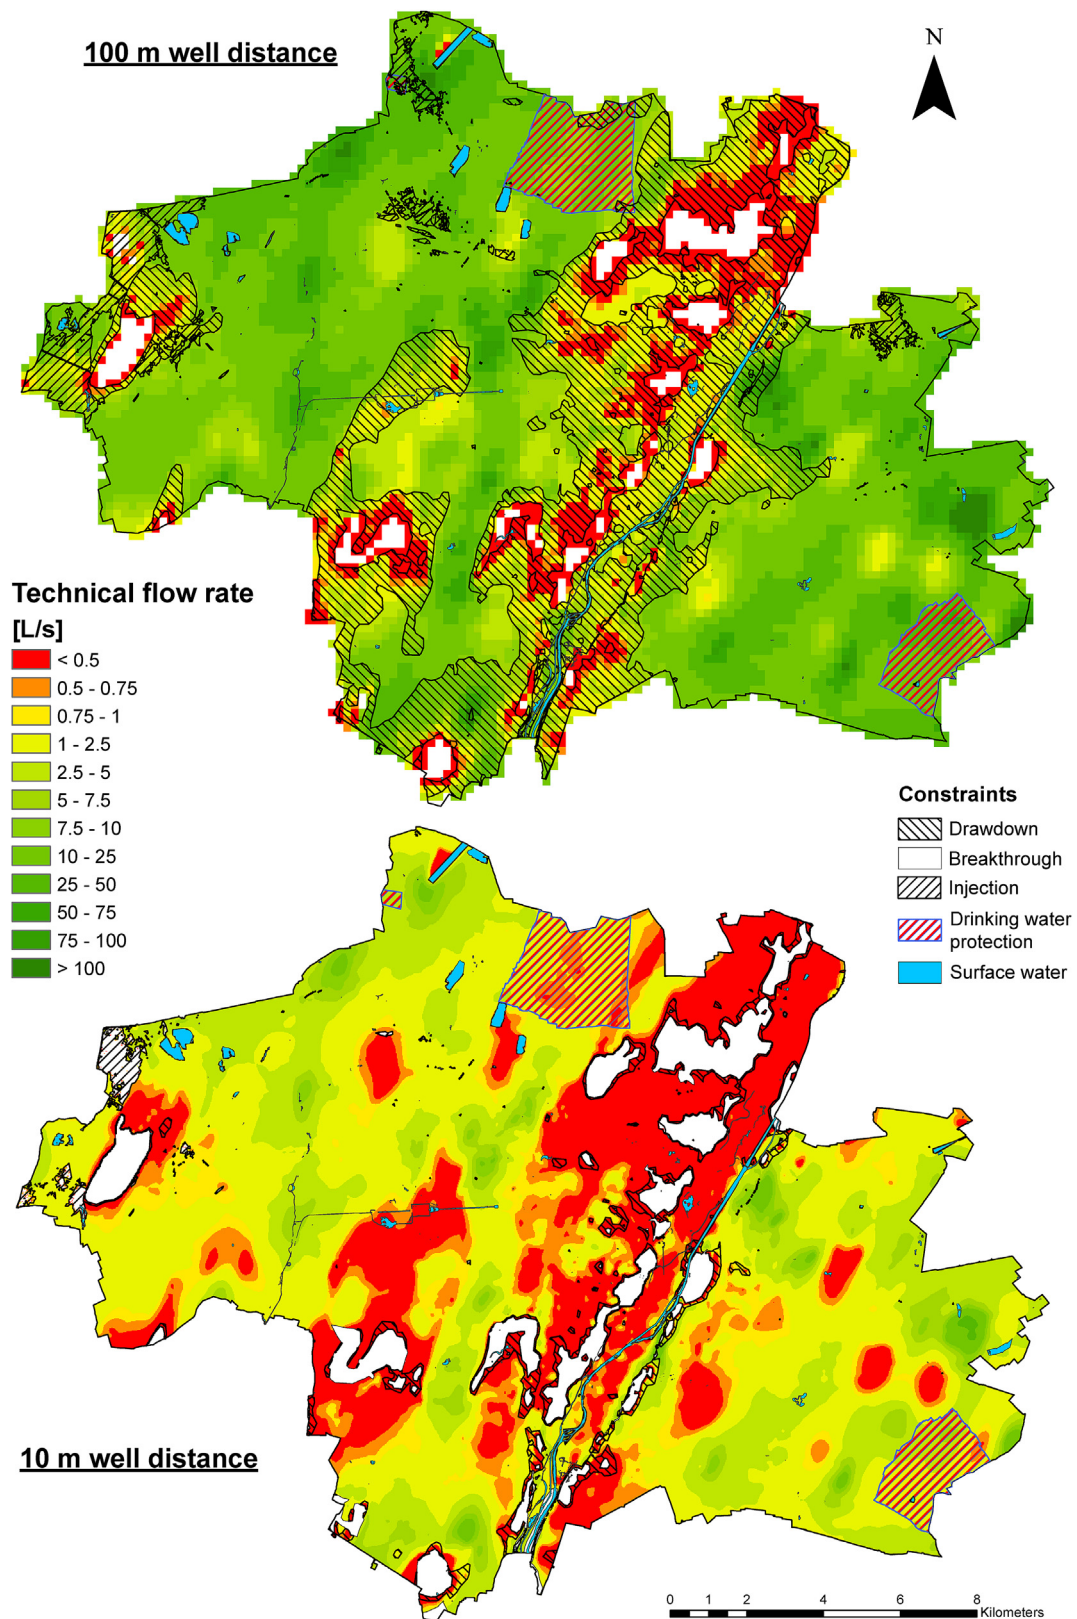 100 m well distance
N
Technical flow rate
[L/s]
< 0.5
0.5 - 0.75
0.75 - 1
1 - 2.5
2.5 - 5
5 - 7.5
7.5 - 10
10 - 25
25 - 50
50 - 75
75 - 100
> 100
Constraints
Drawdown
Breakthrough
Injection
Drinking water
protection
Surface water
10 m well distance
0 1 2 4 6 8
Kilometers